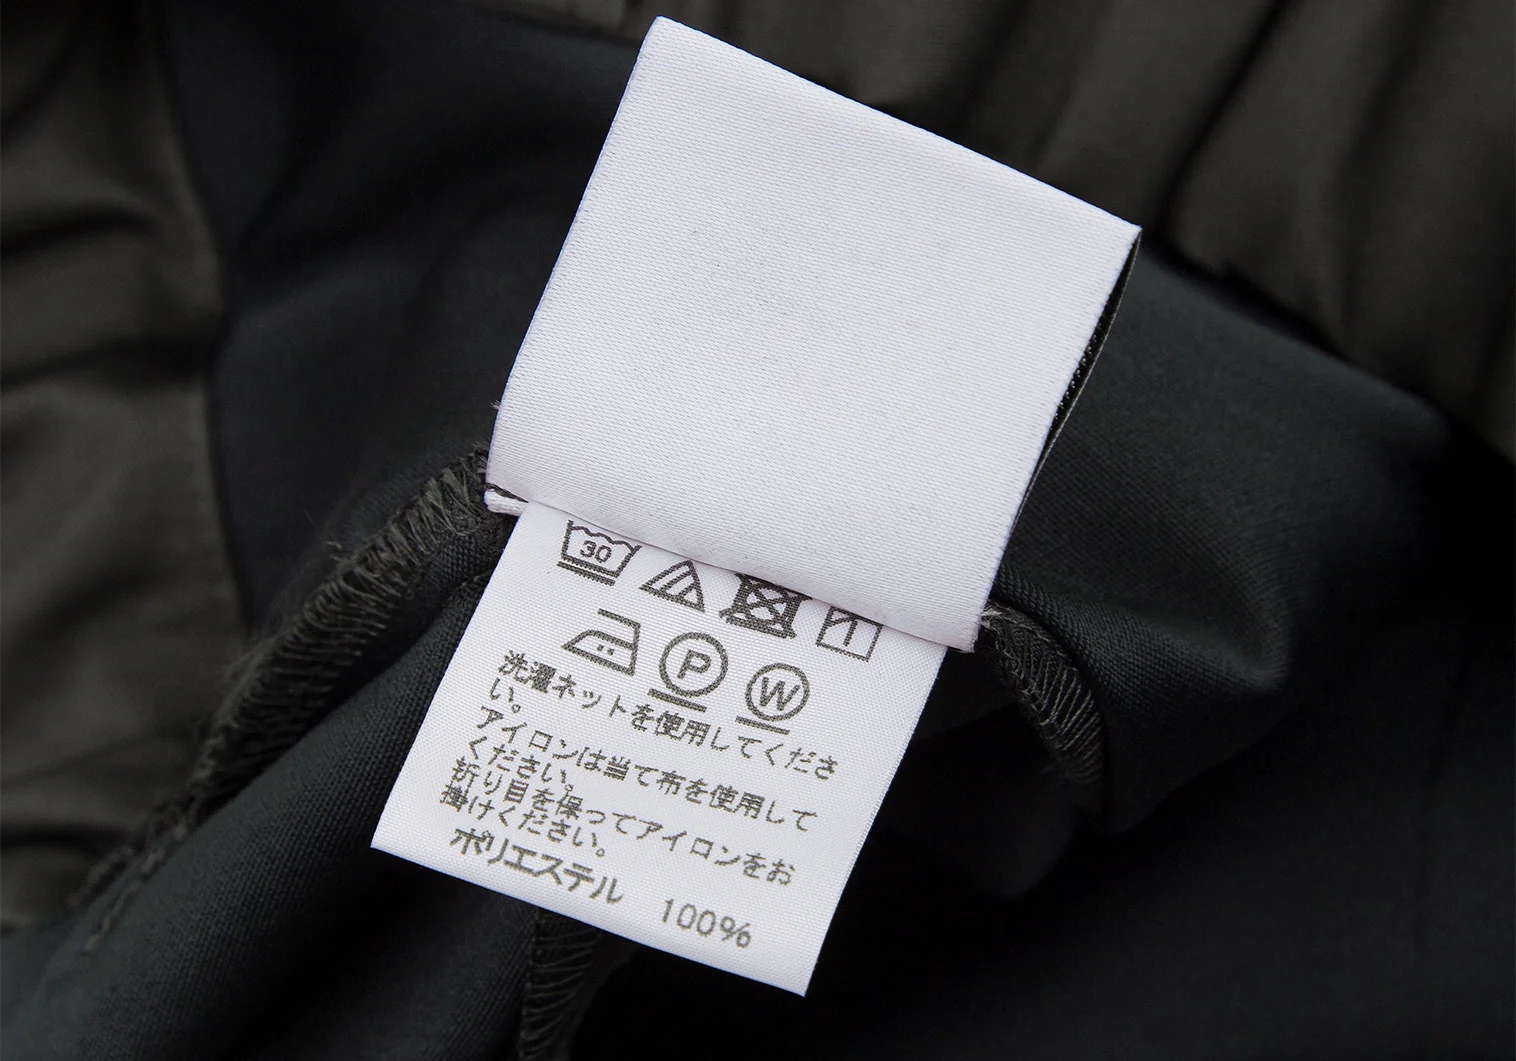 30
P W
洗濯ネットを使用してくださ
い。
アイロンは当て布を使用して
ください。
折り目を保ってアイロンをお
掛けください。
ポリエステル 100%